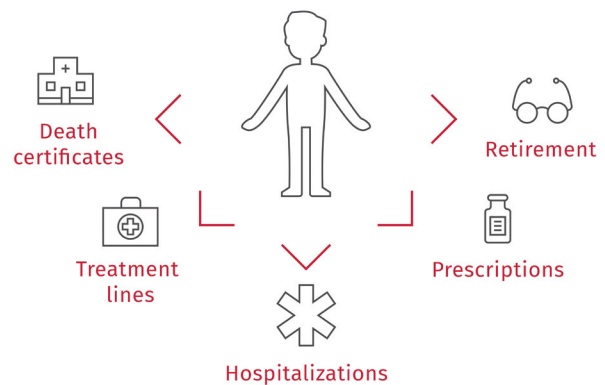 Death
certificates
Retirement
Treatment
lines
Prescriptions
Hospitalizations